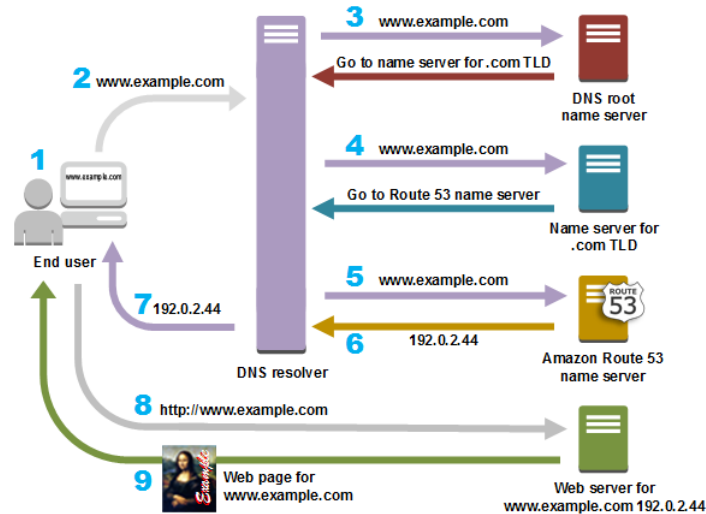 3 www.example.com
Go to name server for .com TLD
DNS root
name server
2 www.example.com
1
www.example.com
End user
4 www.example.com
Go to Route 53 name server
Name server for
.com TLD
5 www.example.com
ROUTE
53
6 192.0.2.44
Amazon Route 53
name server
7 192.0.2.44
DNS resolver
8 http://www.example.com
9
Example
Web page for
www.example.com
Web server for
www.example.com 192.0.2.44